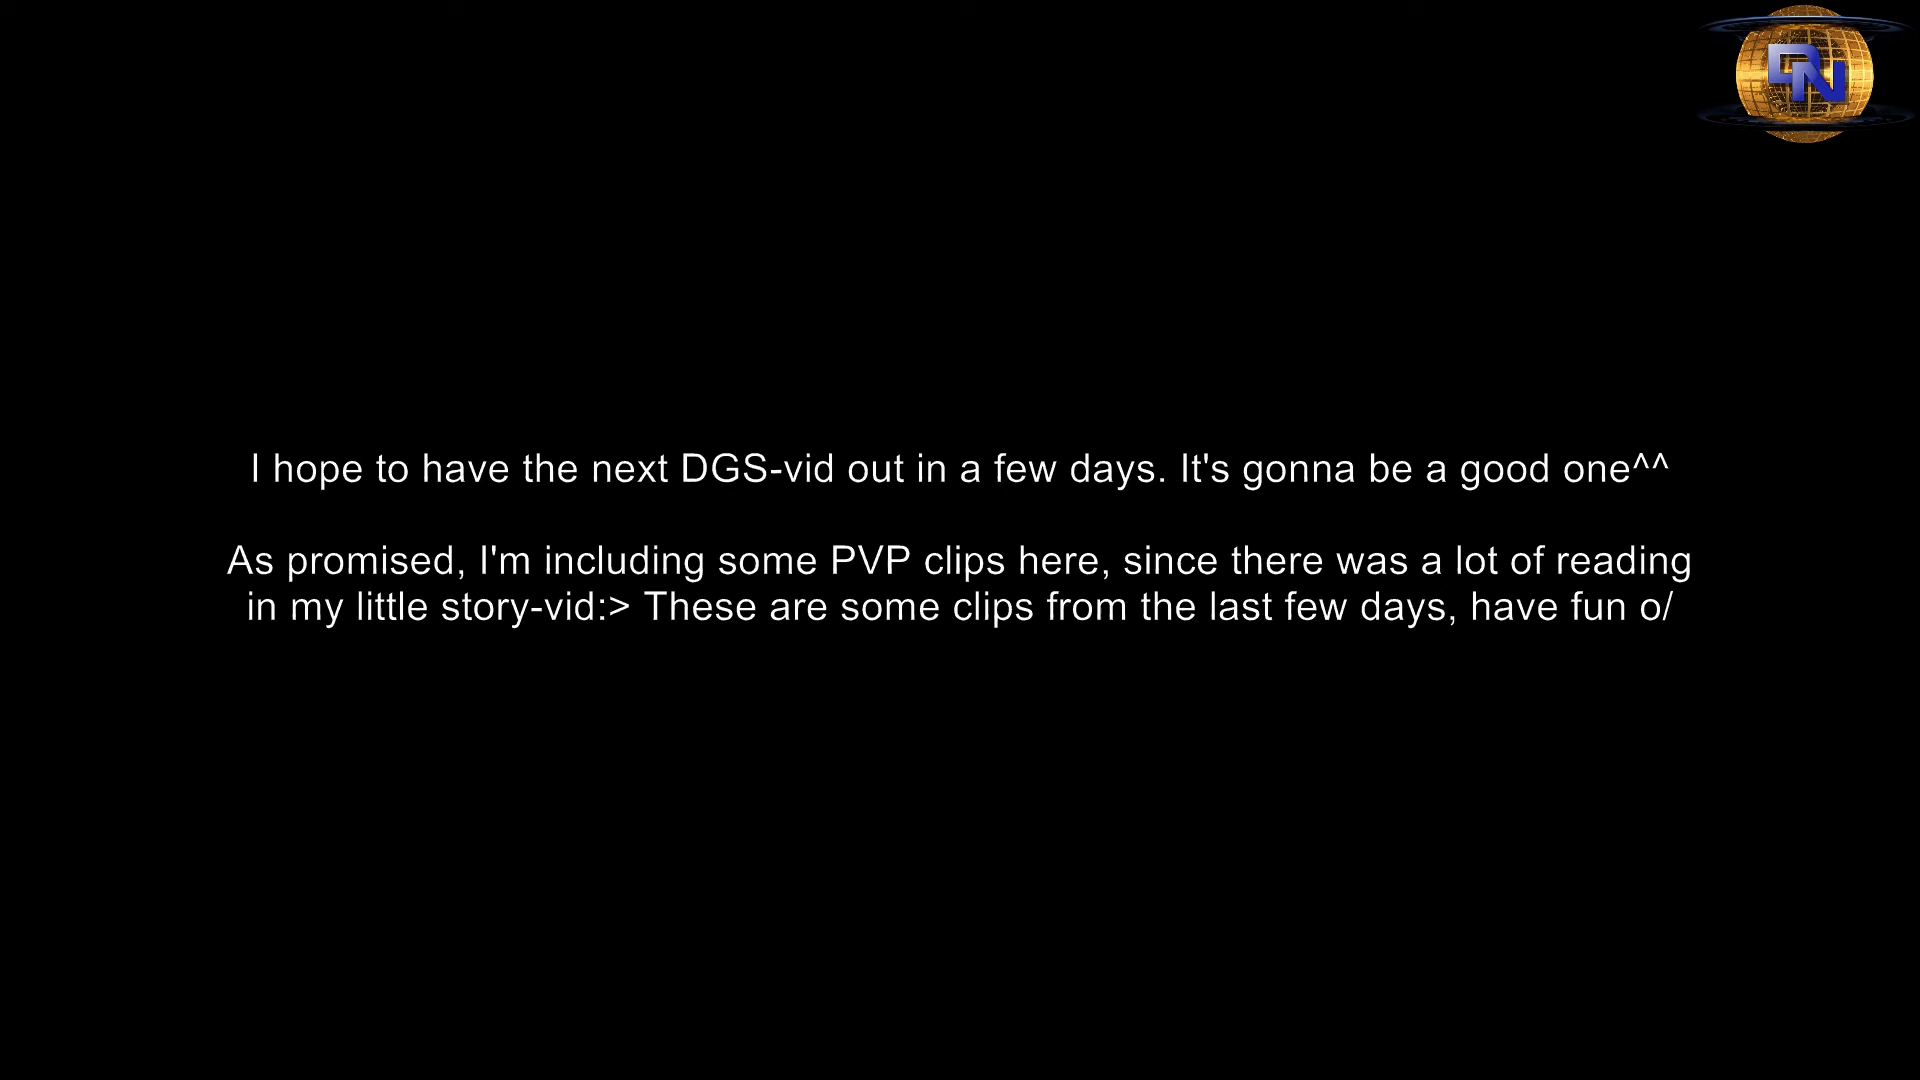 DN
I hope to have the next DGS-vid out in a few days. It's gonna be a good one^^
As promised, I'm including some PVP clips here, since there was a lot of reading
in my little story-vid:> These are some clips from the last few days, have fun o/